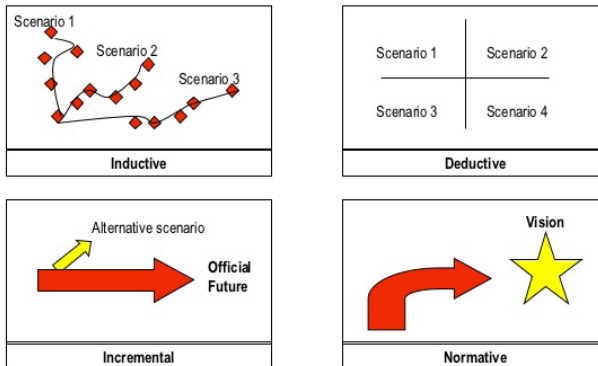 Scenario 1
Scenario 2
Scenario 3
Inductive
Scenario 1 Scenario 2
Scenario 3 Scenario 4
Deductive
Alternative scenario
Official
Future
Incremental
Vision
Normative